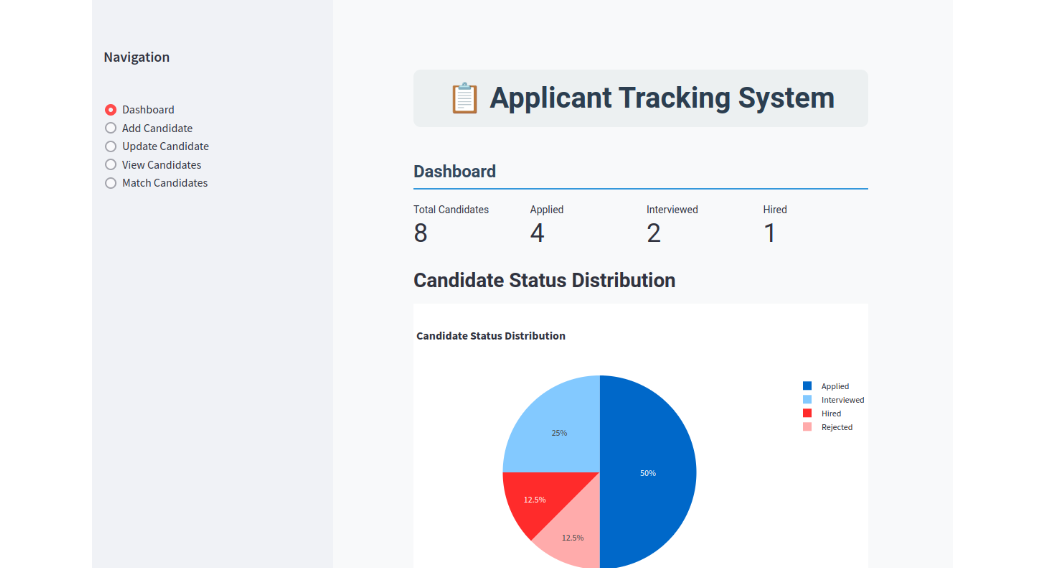 Navigation
Dashboard
Add Candidate
Update Candidate
View Candidates
Match Candidates
Applicant Tracking System
Dashboard
Total Candidates Applied Interviewed Hired
8 4 2 1
Candidate Status Distribution
Candidate Status Distribution
Applied
Interviewed
Hired
Rejected
25%
50%
12.5%
12.5%